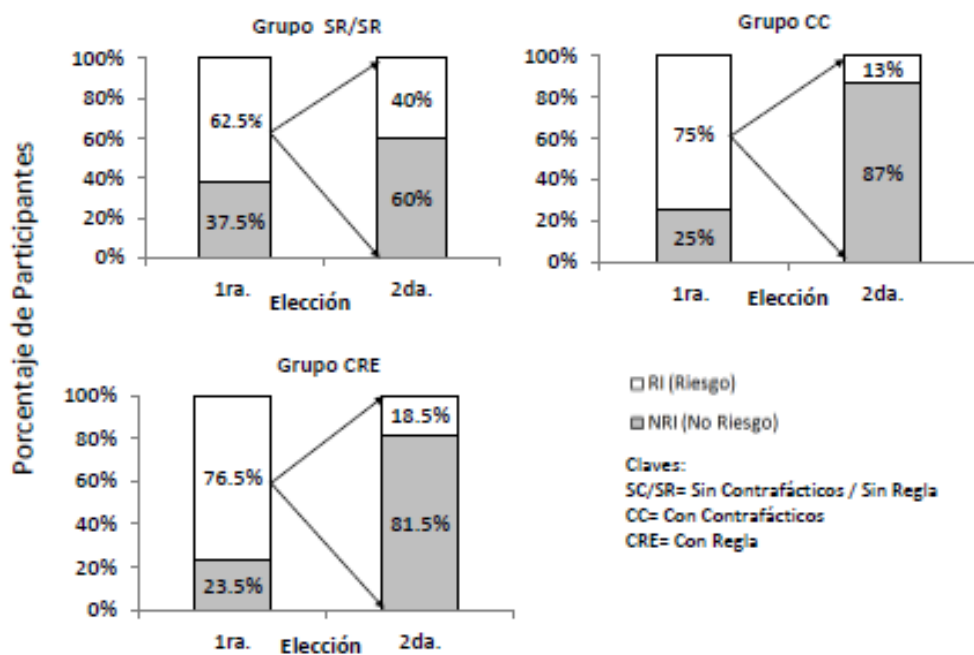 Grupo SR/SR
100%
80%
60%
40%
20%
0%
62.5%
37.5%
40%
60%
1ra.
Elección
2da.
Grupo CC
100%
80%
60%
40%
20%
0%
75%
25%
13%
87%
1ra.
Elección
2da.
Porcentaje de Participantes
Grupo CRE
100%
80%
60%
40%
20%
0%
76.5%
23.5%
18.5%
81.5%
1ra.
Elección
2da.
RI (Riesgo)
NRI (No Riesgo)
Claves:
SC/SR= Sin Contrafácticos / Sin Regla
CC= Con Contrafácticos
CRE= Con Regla